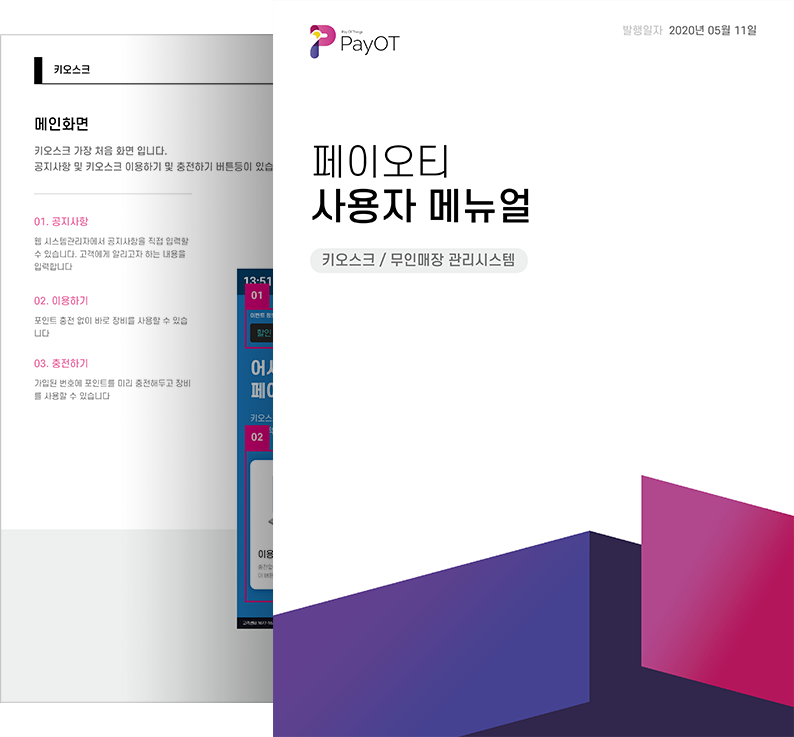 키오스크
메인화면
키오스크 가장 처음 화면 입니다.
공지사항 및 키오스크 이용하기 및 충전하기 버튼등이 있습
01. 공지사항
웹 시스템관리자에서 공지사항을 직접 입력할
수 있습니다. 고객에게 알리고자 하는 내용을
입력합니다
02. 이용하기
포인트 충전 없이 바로 장비를 사용할 수 있습
니다
03. 충전하기
가입된 번호에 포인트를 미리 충전해두고 장비
를 사용할 수 있습니다
13:51
01
할인
어서
페이
키오스
02
이용
Pay Of Things
PayOT
발행일자 2020년 05월 11일
페이오티
사용자 메뉴얼
키오스크 / 무인매장 관리시스템